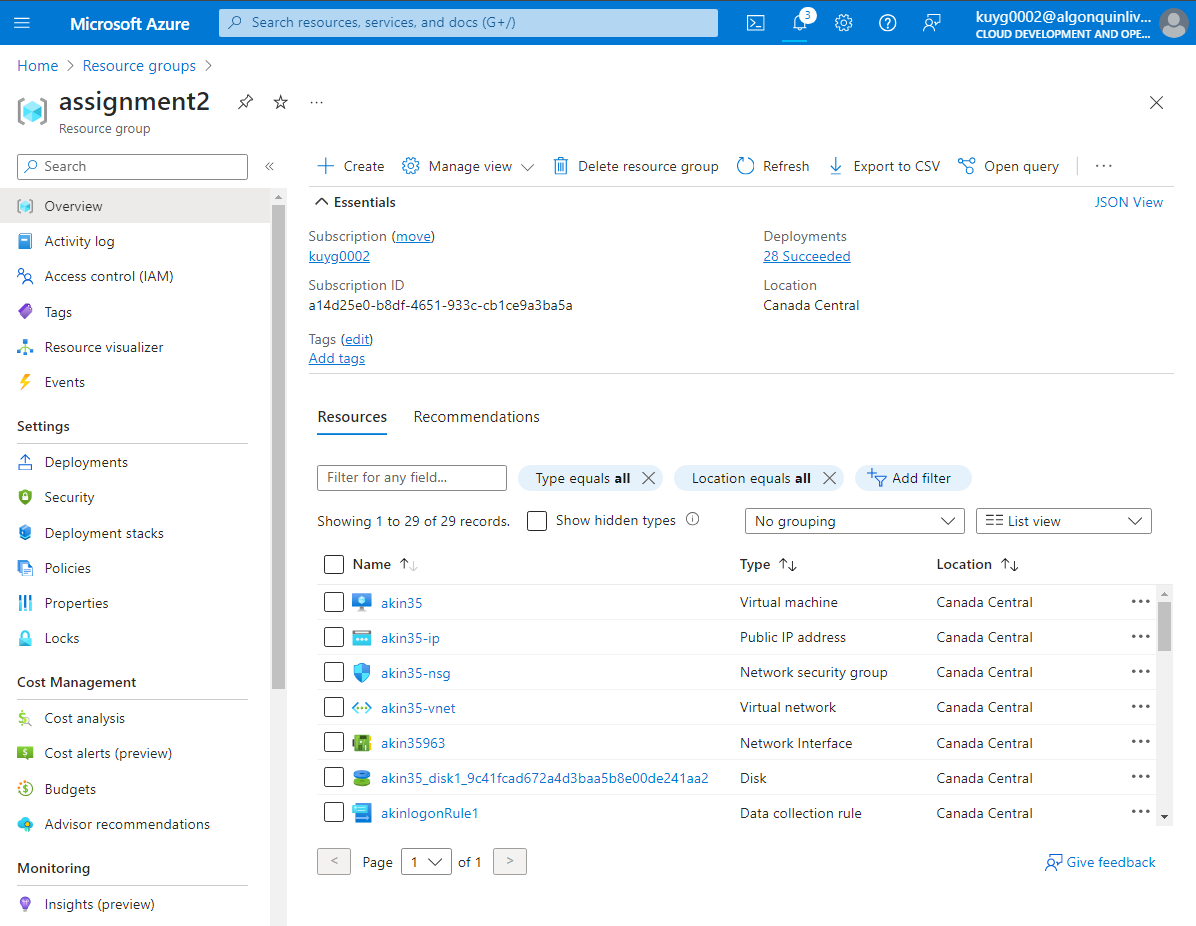 Microsoft Azure
Search resources, services, and docs (G+/)
3
kuyg0002@algonquinliv...
CLOUD DEVELOPMENT AND OPE...
Home > Resource groups >
assignment2
Resource group
Search
«
Overview
Activity log
Access control (IAM)
Tags
Resource visualizer
Events
Settings
Deployments
Security
Deployment stacks
Policies
Properties
Locks
Cost Management
Cost analysis
Cost alerts (preview)
Budgets
Advisor recommendations
Monitoring
Insights (preview)
Create
Manage view
Delete resource group
Refresh
Export to CSV
Open query
Essentials
JSON View
Subscription (move)
kuyg0002
Subscription ID
a14d25e0-b8df-4651-933c-cb1ce9a3ba5a
Tags (edit)
Add tags
Deployments
28 Succeeded
Location
Canada Central
Resources Recommendations
Filter for any field...
Type equals all
Location equals all
Add filter
Showing 1 to 29 of 29 records.
Show hidden types
No grouping
List view
Name Type Location
akin35 Virtual machine Canada Central
akin35-ip Public IP address Canada Central
akin35-nsg Network security group Canada Central
akin35-vnet Virtual network Canada Central
akin35963 Network Interface Canada Central
akin35_disk1_9c41fcad672a4d3baa5b8e00de241aa2 Disk Canada Central
akinlogonRule1 Data collection rule Canada Central
< Page 1 of 1 >
Give feedback